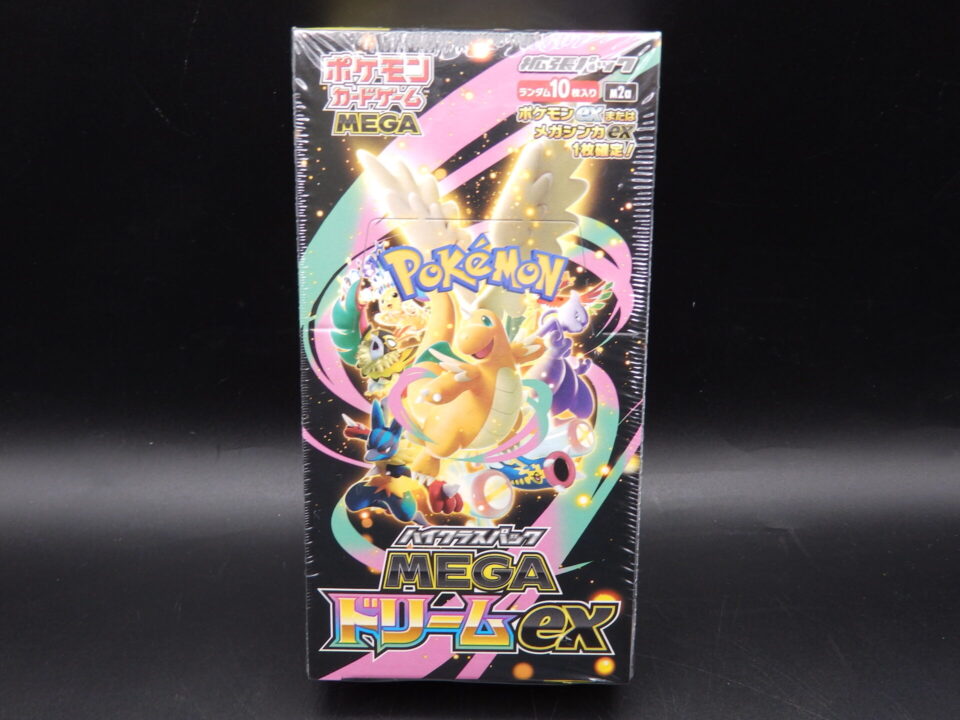 ポケモン
カードゲーム
MEGA
拡張パック
ランダム10枚入り
ポケモンexまたは
メガシンカex
1枚確定!
POKéMON
ハイクラスパック
MEGA
ドリームex